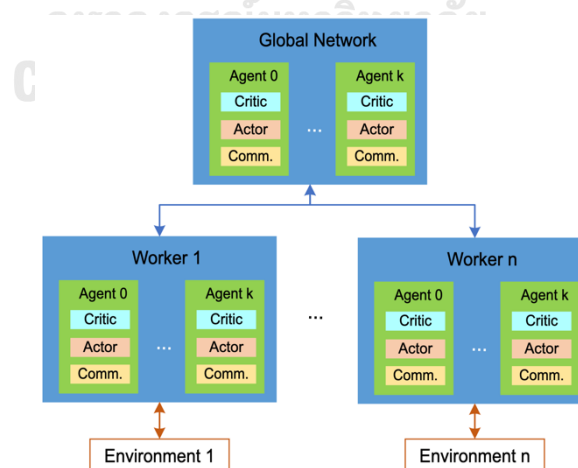 Global Network
Agent 0
Agent k
Critic
Critic
Actor
...
Actor
Comm.
Comm.
Worker 1
Worker n
Agent 0
Agent k
...
Agent 0
Agent k
Critic
Critic
Critic
Critic
Actor
...
Actor
Actor
...
Actor
Comm.
Comm.
Comm.
Comm.
Environment 1
Environment n